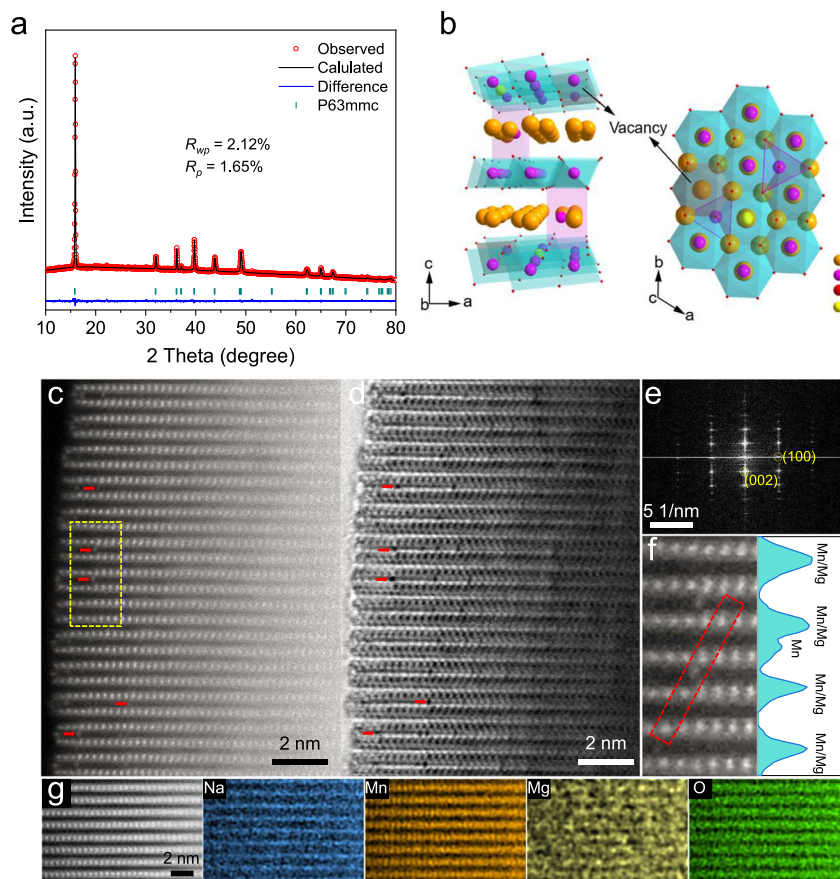 a
Observed
Calulated
Difference
P63mmc
Rwp = 2.12%
Rp = 1.65%
Intensity (a.u.)
10 20 30 40 50 60 70 80
2 Theta (degree)
b
Vacancy
c
b
a
b
c
a
c
2 nm
d
2 nm
e
(100)
(002)
5 1/nm
f
Mn/Mg
Mn/Mg
Mn
Mn/Mg
Mn/Mg
g
2 nm
Na
Mn
Mg
O